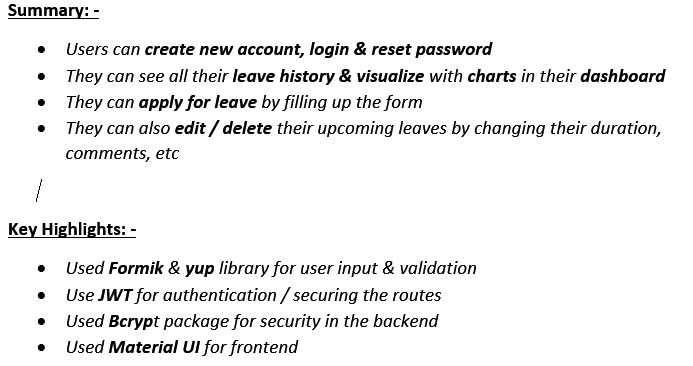 Summary: -
• Users can create new account, login & reset password
• They can see all their leave history & visualize with charts in their dashboard
• They can apply for leave by filling up the form
• They can also edit / delete their upcoming leaves by changing their duration,
comments, etc
Key Highlights: -
• Used Formik & yup library for user input & validation
• Use JWT for authentication / securing the routes
• Used Bcrypt package for security in the backend
• Used Material UI for frontend